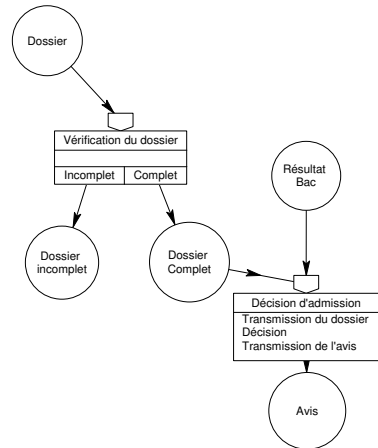 Dossier
Vérification du dossier
Incomplet
Complet
Résultat
Bac
Dossier
incomplet
Dossier
Complet
Décision d'admission
Transmission du dossier
Décision
Transmission de l'avis
Avis